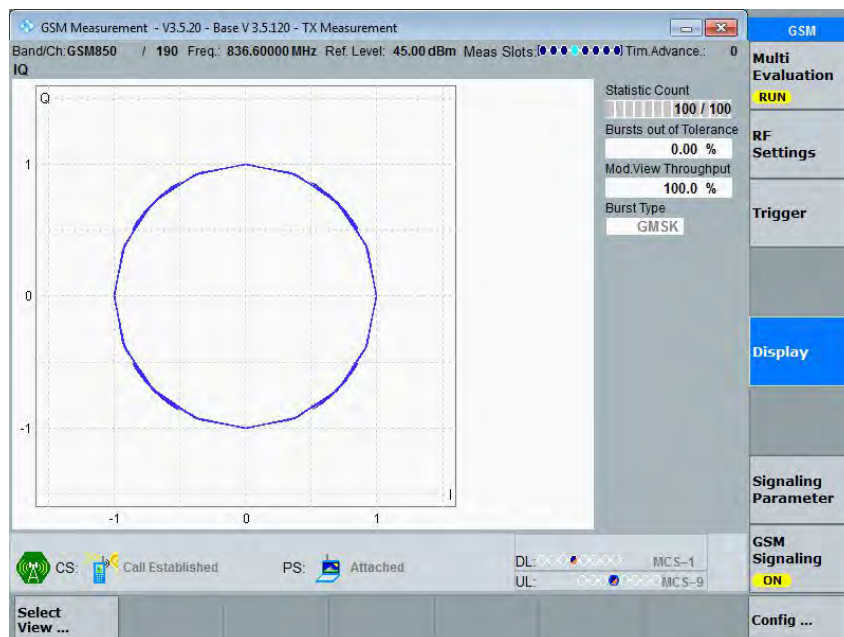 GSM Measurement - V3.5.20 - Base V 3.5.120 - TX Measurement
GSM
Band/Ch: GSM850 / 190 Freq.: 836.60000 MHz Ref. Level: 45.00 dBm Meas Slots: Tim.Advance.: 0
IQ
Multi
Evaluation
RUN
Q
Statistic Count
100 / 100
Bursts out of Tolerance
0.00 %
Mod.View Throughput
100.0 %
Burst Type
GMSK
RF
Settings
Trigger
Display
1
0
-1
I
-1 0 1
Signaling
Parameter
CS: Call Established PS: Attached DL: MCS-1
UL: MCS-9
GSM
Signaling
ON
Select
View ...
Config ...